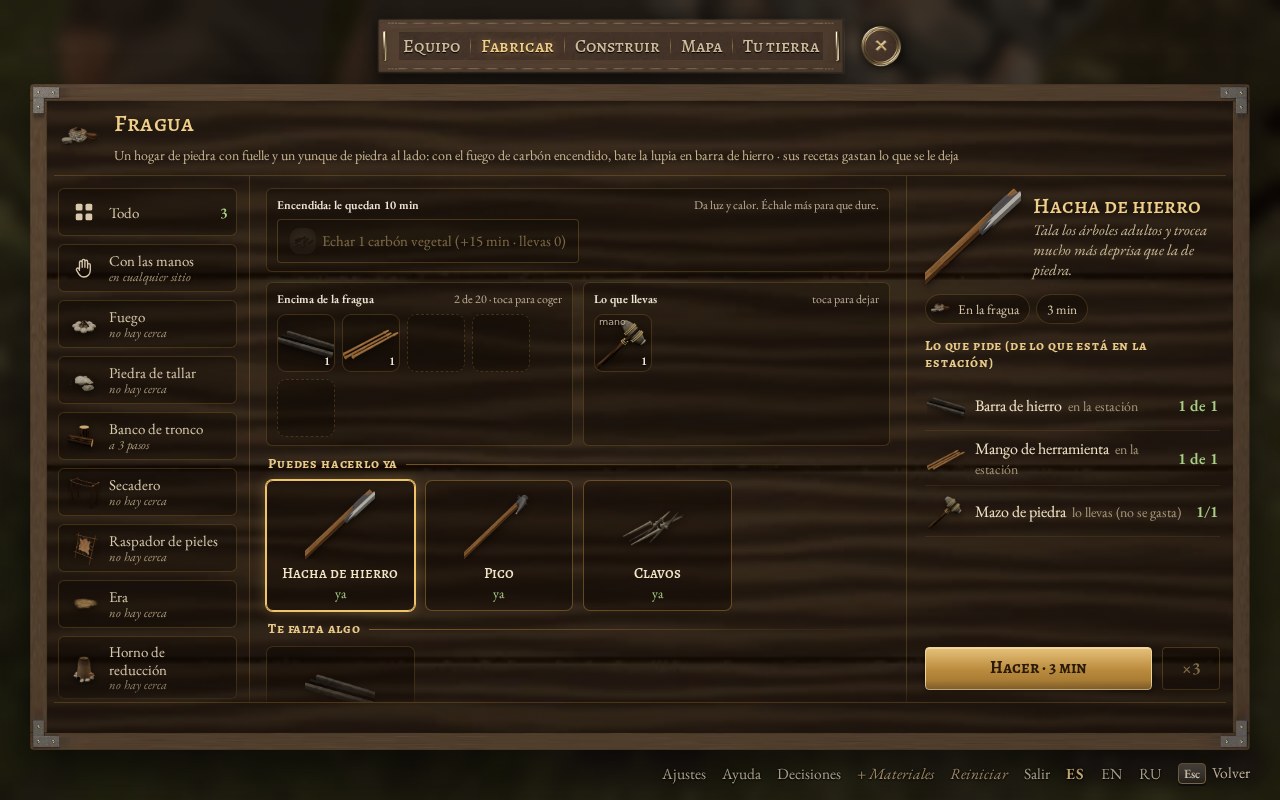 Equipo
Fabricar
Construir
Mapa
Tu tierra
×
Fragua
Un hogar de piedra con fuelle y un yunque de piedra al lado: con el fuego de carbón encendido, bate la lupia en barra de hierro · sus recetas gastan lo que se le deja
Todo
3
Con las manos
en cualquier sitio
Fuego
no hay cerca
Piedra de tallar
no hay cerca
Banco de tronco
a 3 pasos
Secadero
no hay cerca
Raspador de pieles
no hay cerca
Era
no hay cerca
Horno de
reducción
no hay cerca
Encendida: le quedan 10 min
Da luz y calor. Échale más para que dure.
Echar 1 carbón vegetal (+15 min · llevas 0)
Encima de la fragua
2 de 20 · toca para coger
1
1
Lo que llevas
toca para dejar
mano
1
Puedes hacerlo ya
Hacha de hierro
ya
Pico
ya
Clavos
ya
Te falta algo
Hacha de hierro
Tala los árboles adultos y trocea
mucho más deprisa que la de
piedra.
En la fragua
3 min
Lo que pide (de lo que está en la
estación)
Barra de hierro en la estación
1 de 1
Mango de herramienta en la
estación
1 de 1
Mazo de piedra lo llevas (no se gasta)
1/1
Hacer · 3 min
×3
Ajustes
Ayuda
Decisiones
+ Materiales
Reiniciar
Salir
ES
EN
RU
Esc
Volver